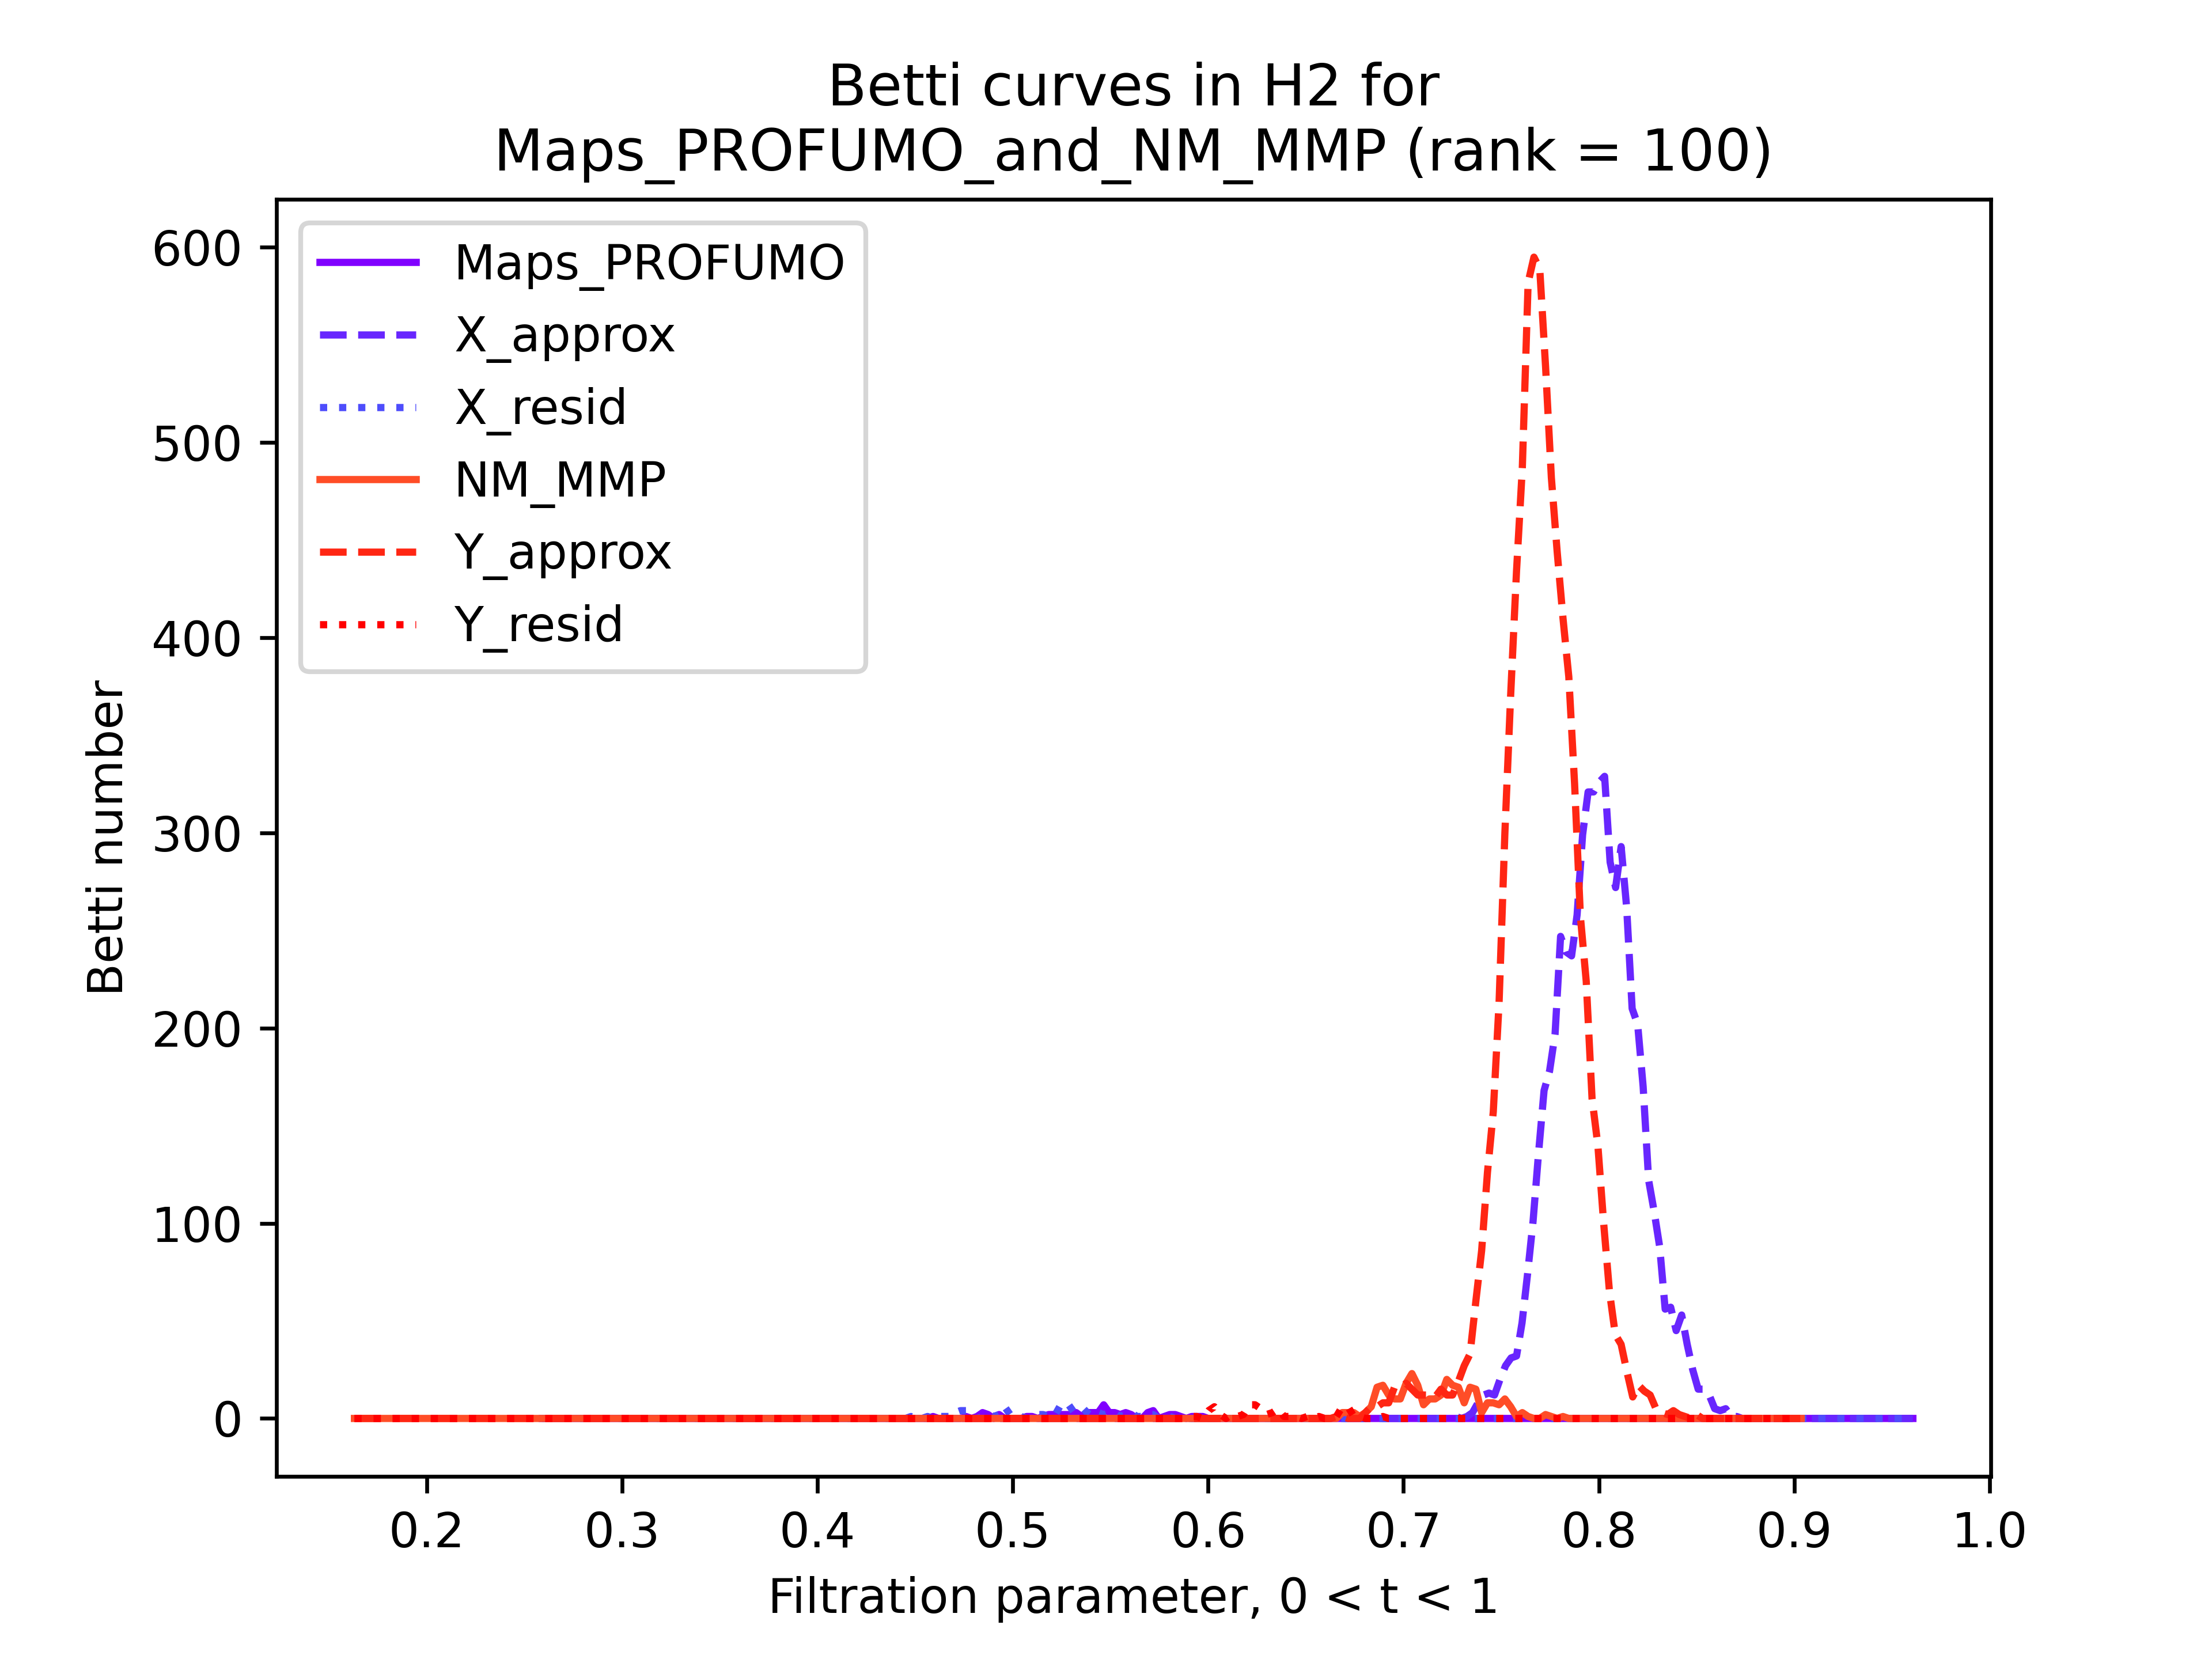 Betti curves in H2 for
Maps_PROFUMO_and_NM_MMP (rank = 100)
Maps_PROFUMO
X_approx
X_resid
NM_MMP
Y_approx
Y_resid
Betti number
600
500
400
300
200
100
0
0.2 0.3 0.4 0.5 0.6 0.7 0.8 0.9 1.0
Filtration parameter, 0 < t < 1